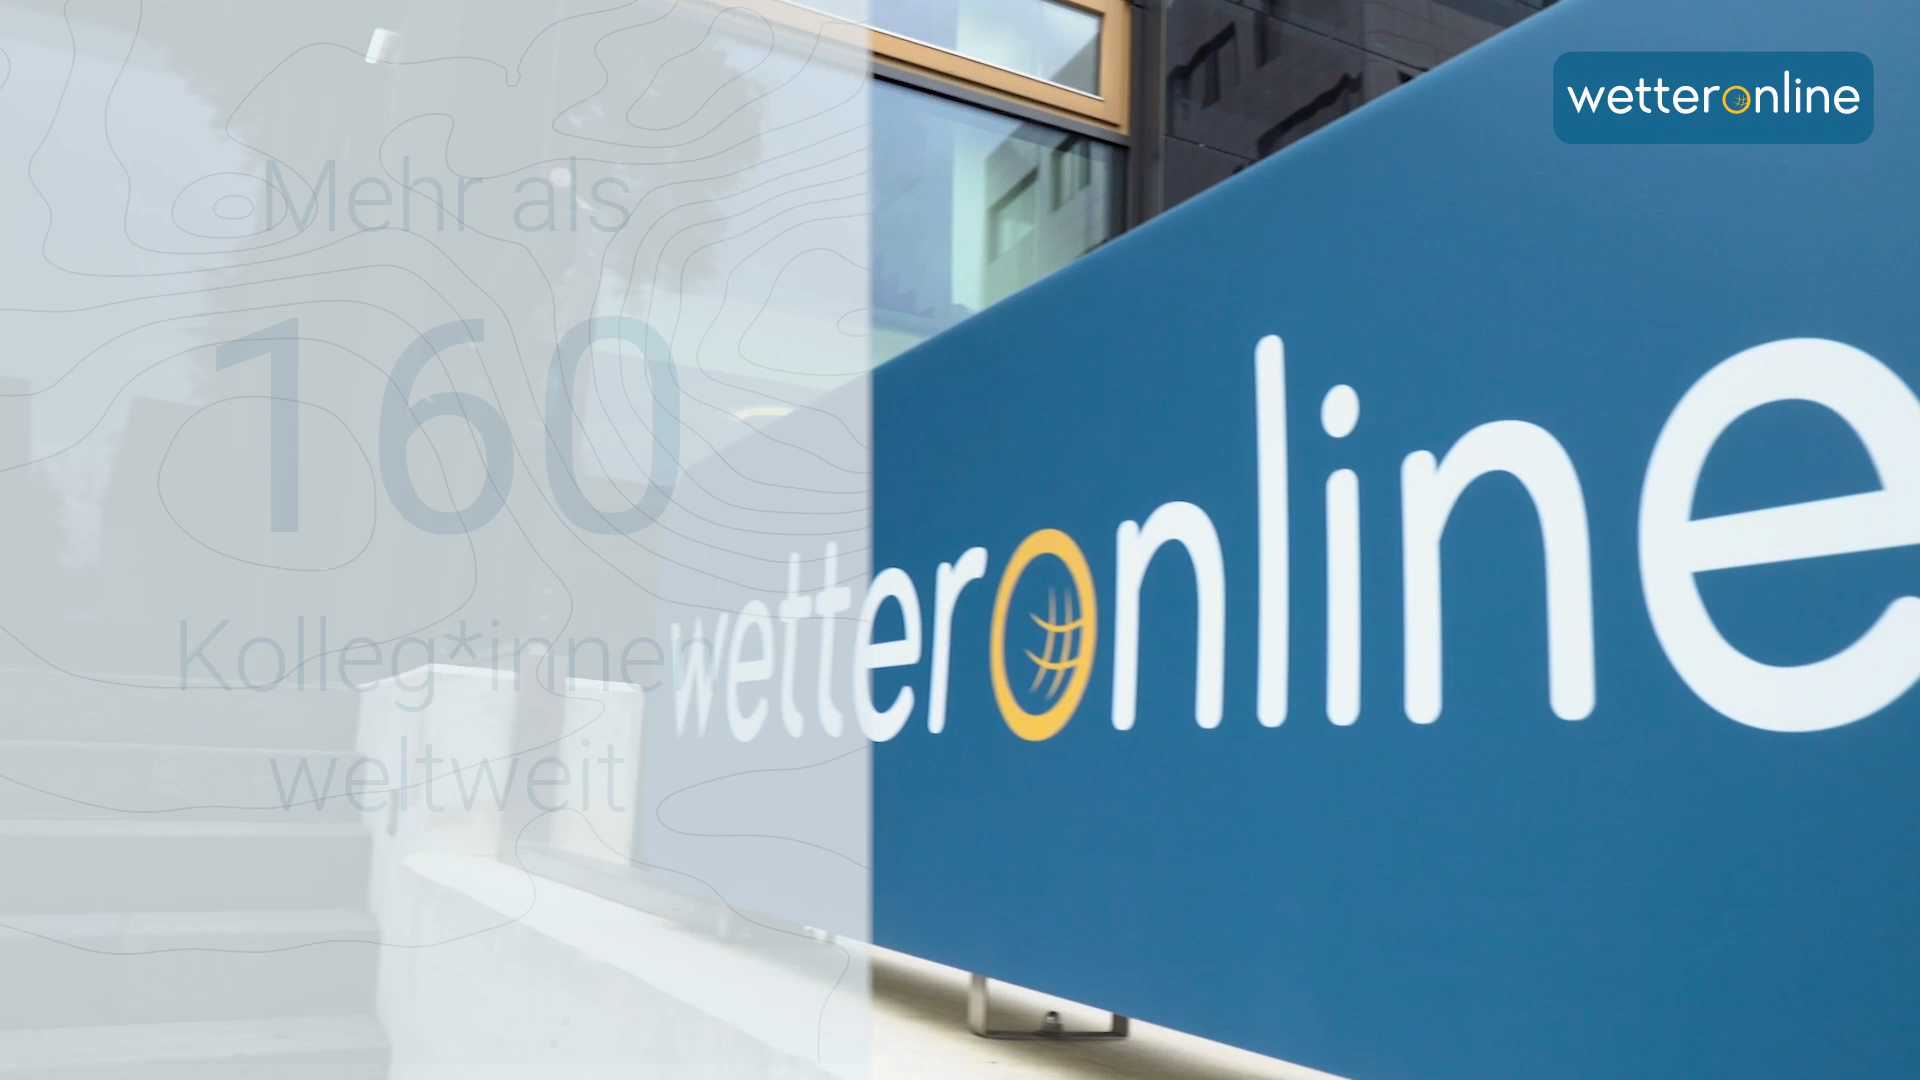 wetteronline
Mehr als
160
Kolleg*innen
weltweit
wetteronline